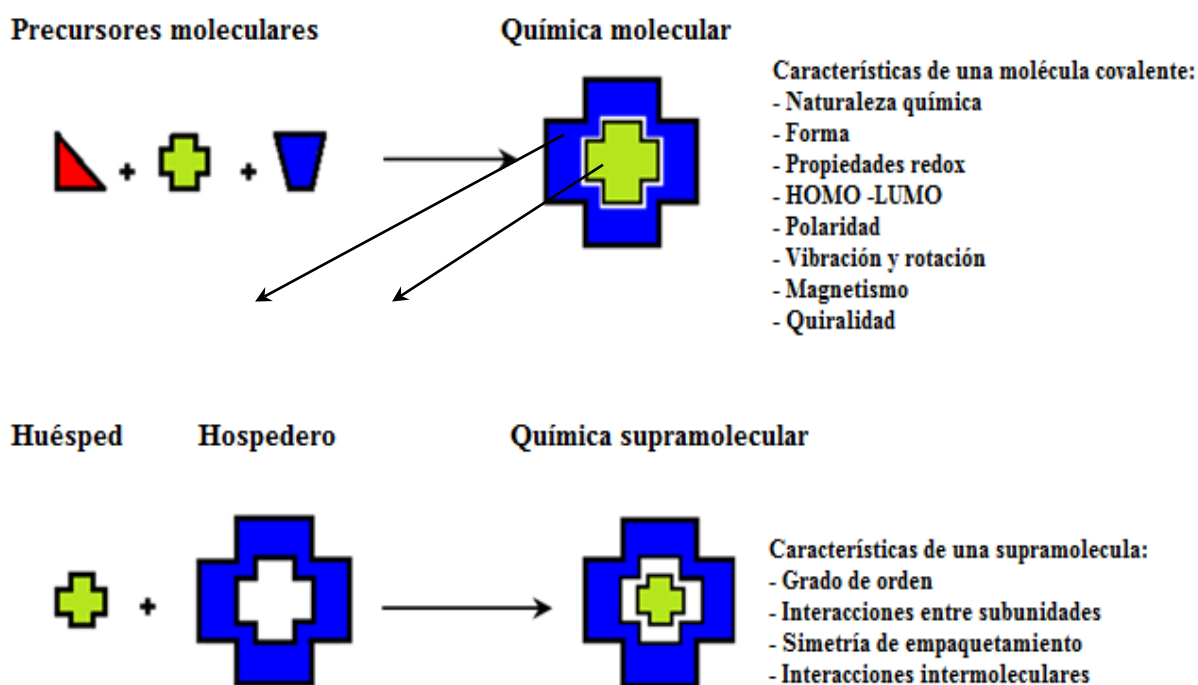 Precursores moleculares
Química molecular
Características de una molécula covalente:
- Naturaleza química
- Forma
- Propiedades redox
- HOMO -LUMO
- Polaridad
- Vibración y rotación
- Magnetismo
- Quiralidad
+ +
Huésped
Hospedero
Química supramolecular
+
Características de una supramolecula:
- Grado de orden
- Interacciones entre subunidades
- Simetría de empaquetamiento
- Interacciones intermoleculares